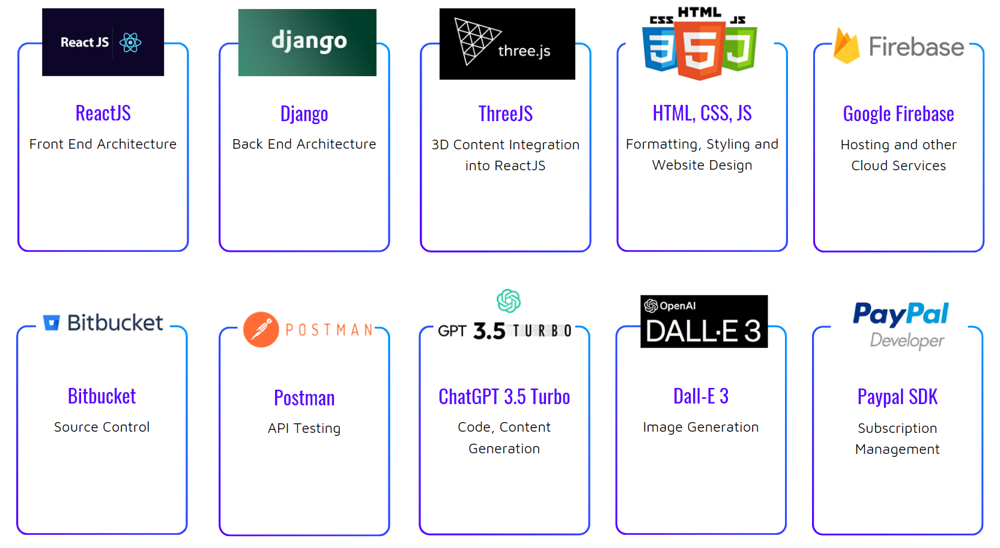 React JS
django
three.js
CSS HTML JS
3 5 J
Firebase
ReactJS
Front End Architecture
Django
Back End Architecture
ThreeJS
3D Content Integration
into ReactJS
HTML, CSS, JS
Formatting, Styling and
Website Design
Google Firebase
Hosting and other
Cloud Services
Bitbucket
POSTMAN
GPT 3.5 TURBO
OpenAI
DALL·E 3
PayPal
Developer
Bitbucket
Source Control
Postman
API Testing
ChatGPT 3.5 Turbo
Code, Content
Generation
Dall-E 3
Image Generation
Paypal SDK
Subscription
Management